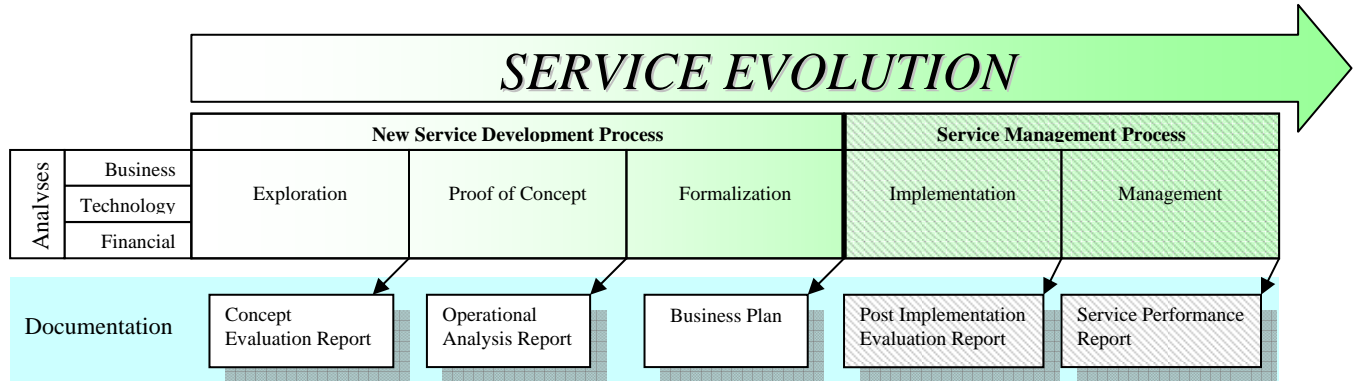 SERVICE EVOLUTION
New Service Development Process
Service Management Process
Analyses
Business
Technology
Financial
Exploration
Proof of Concept
Formalization
Implementation
Management
Documentation
Concept
Evaluation Report
Operational
Analysis Report
Business Plan
Post Implementation
Evaluation Report
Service Performance
Report